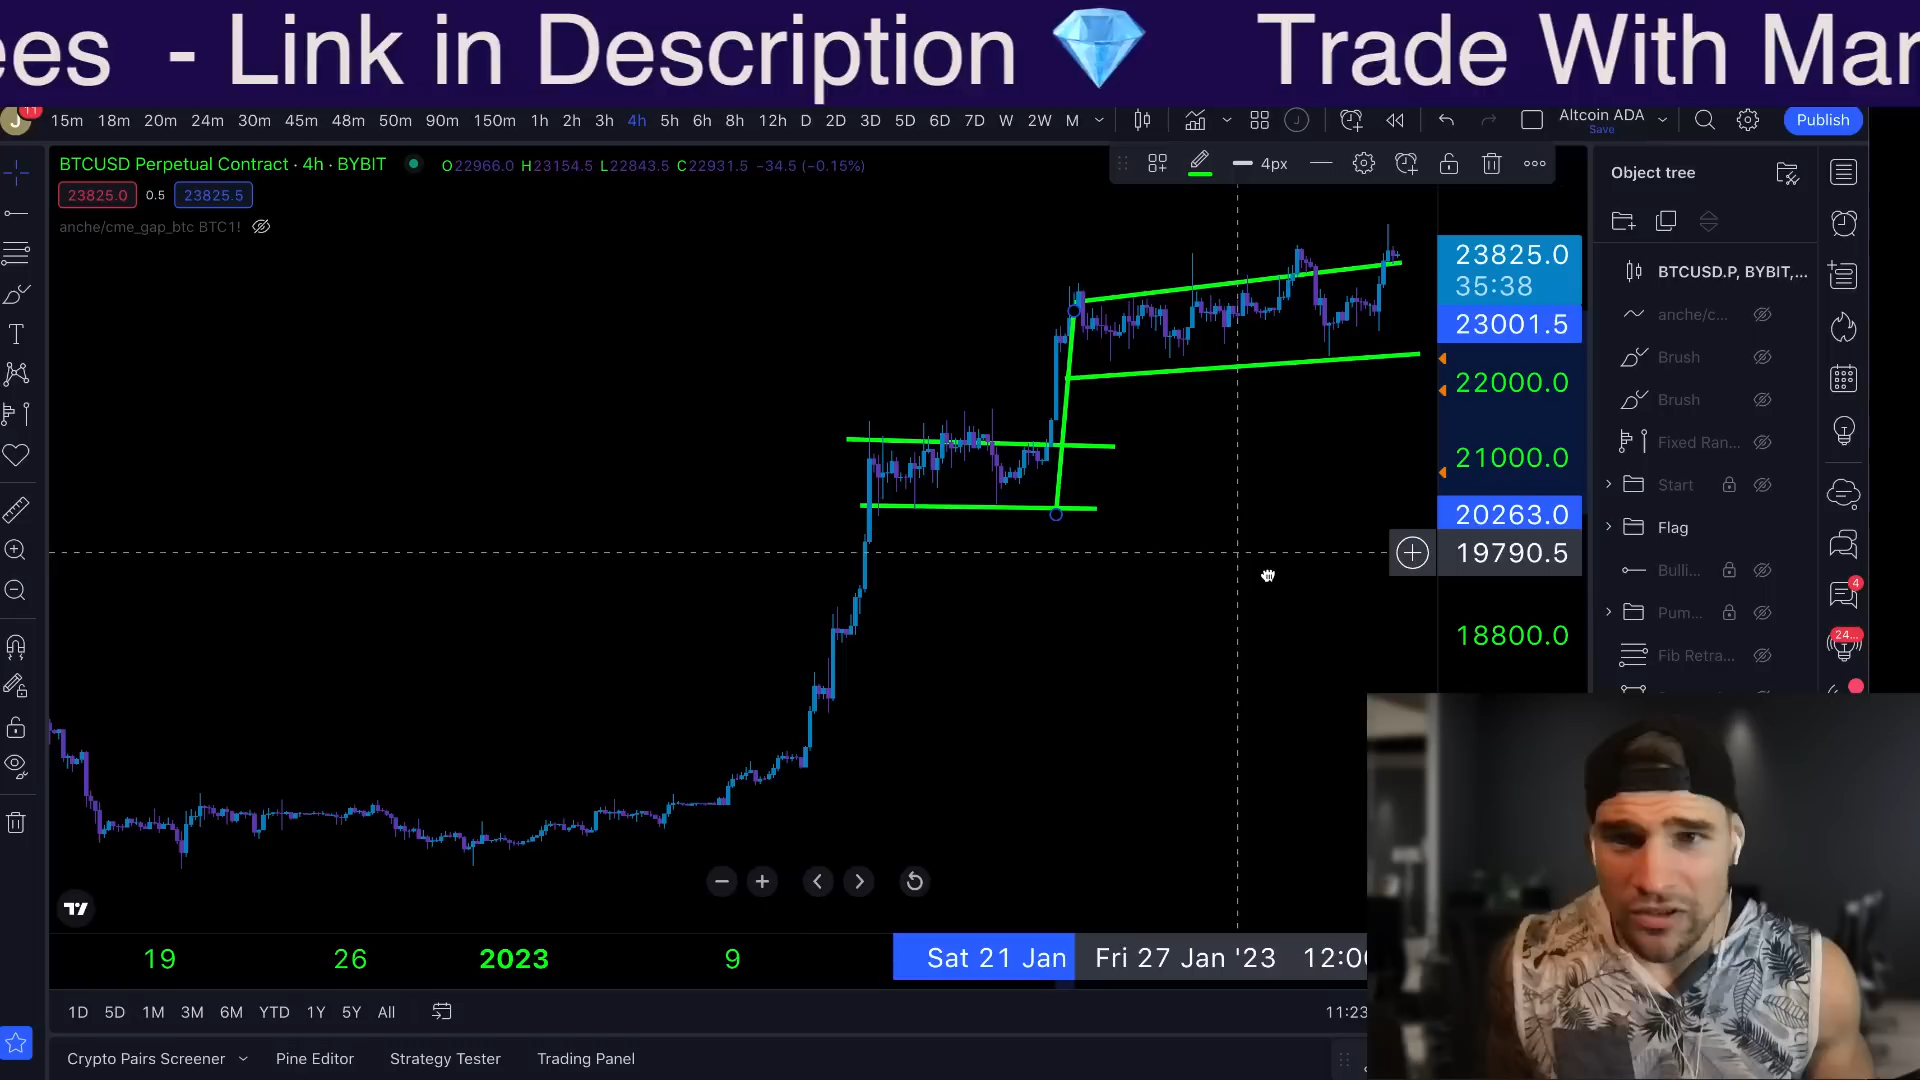 ees - Link in Description 💎 Trade With Mar
J 11 15m 18m 20m 24m 30m 45m 48m 50m 90m 150m 1h 2h 3h 4h 5h 6h 8h 12h D 2D 3D 5D 6D 7D W 2W M J Altcoin ADA Publish
Save
BTCUSD Perpetual Contract · 4h · BYBIT O22966.0 H23154.5 L22843.5 C22931.5 −34.5 (−0.15%) 4px Object tree
23825.0 0.5 23825.5
anche/cme_gap_btc BTC1!
23825.0
35:38
23001.5
22000.0
21000.0
20263.0
19790.5
18800.0
BTCUSD.P, BYBIT,...
anche/c...
Brush
Brush
Fixed Ran...
Start
Flag
Bulli...
Pum...
Fib Retra...
4
24...
19 26 2023 9 Sat 21 Jan Fri 27 Jan '23 12:00
1D 5D 1M 3M 6M YTD 1Y 5Y All 11:23
Crypto Pairs Screener Pine Editor Strategy Tester Trading Panel